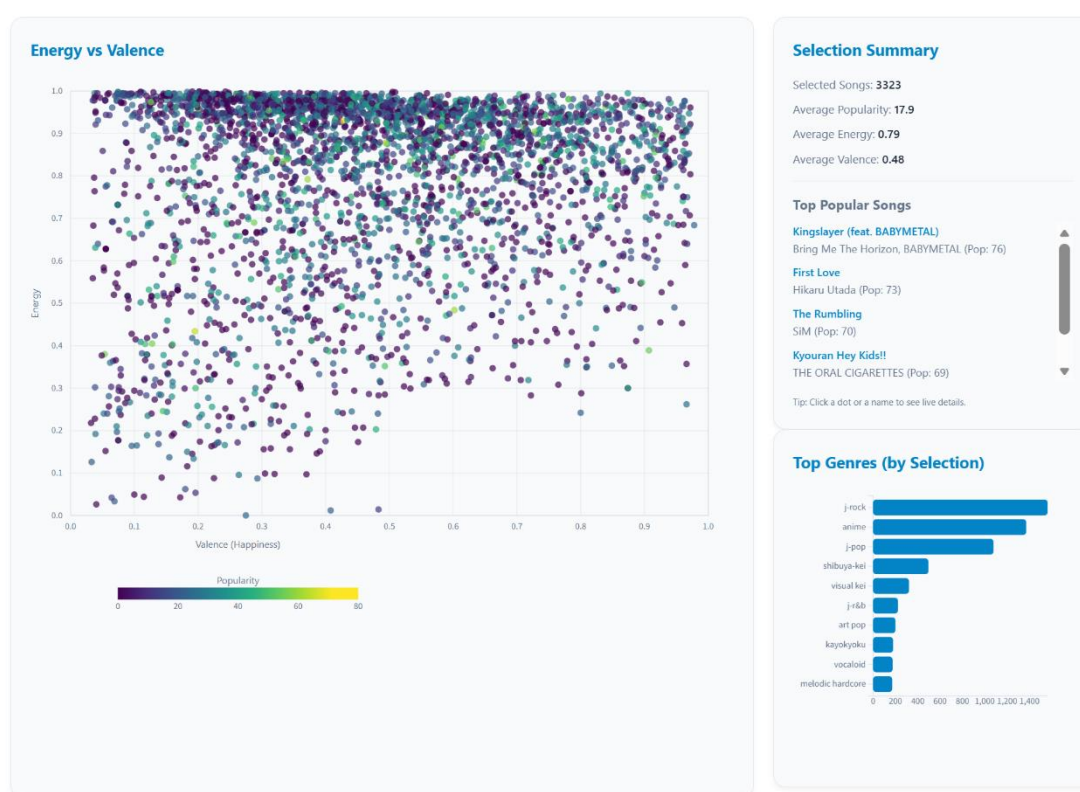 Energy vs Valence
1.0
0.9
0.8
0.7
0.6
0.5
0.4
0.3
0.2
0.1
0.0
Energy
0.0 0.1 0.2 0.3 0.4 0.5 0.6 0.7 0.8 0.9 1.0
Valence (Happiness)
Popularity
0 20 40 60 80
Selection Summary
Selected Songs: 3323
Average Popularity: 17.9
Average Energy: 0.79
Average Valence: 0.48
Top Popular Songs
Kingslayer (feat. BABYMETAL)
Bring Me The Horizon, BABYMETAL (Pop: 76)
First Love
Hikaru Utada (Pop: 73)
The Rumbling
SiM (Pop: 70)
Kyouran Hey Kids!!
THE ORAL CIGARETTES (Pop: 69)
Tip: Click a dot or a name to see live details.
Top Genres (by Selection)
j-rock
anime
j-pop
shibuya-kei
visual kei
j-r&b
art pop
kayokyoku
vocaloid
melodic hardcore
0 200 400 600 800 1,000 1,200 1,400